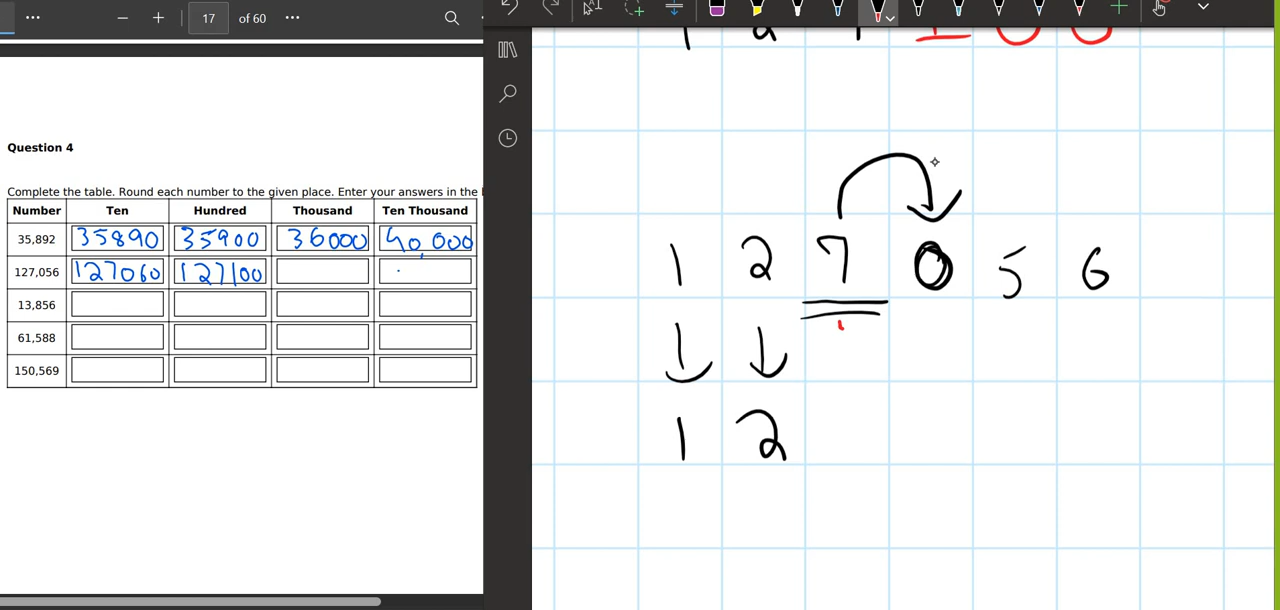 17 of 60
Question 4
Complete the table. Round each number to the given place. Enter your answers in the
Number Ten Hundred Thousand Ten Thousand
35,892 35890 35900 36000 40,000
127,056 127060 127100
13,856
61,588
150,569
1 2 7 0 5 6
1 2